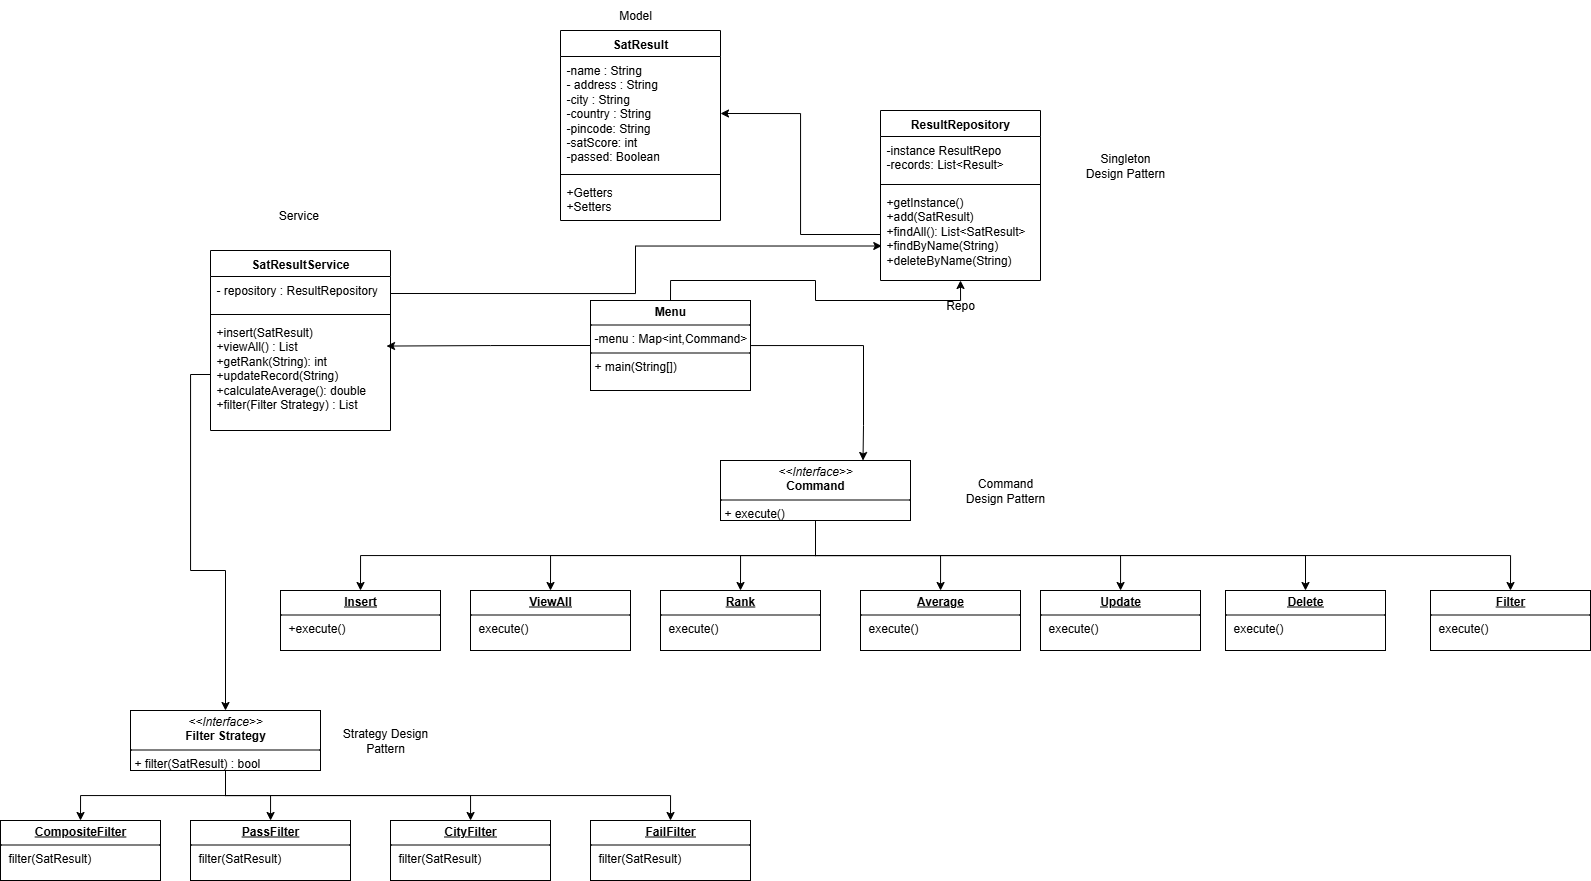 Model
SatResult
-name : String
- address : String
-city : String
-country : String
-pincode: String
-satScore: int
-passed: Boolean
+Getters
+Setters
ResultRepository
-instance ResultRepo
-records: List<Result>
+getInstance()
+add(SatResult)
+findAll(): List<SatResult>
+findByName(String)
+deleteByName(String)
Singleton
Design Pattern
Repo
Service
SatResultService
- repository : ResultRepository
+insert(SatResult)
+viewAll() : List
+getRank(String): int
+updateRecord(String)
+calculateAverage(): double
+filter(Filter Strategy) : List
Menu
-menu : Map<int,Command>
+ main(String[])
<<Interface>>
Command
+ execute()
Command
Design Pattern
Insert
+execute()
ViewAll
execute()
Rank
execute()
Average
execute()
Update
execute()
Delete
execute()
Filter
execute()
<<Interface>>
Filter Strategy
+ filter(SatResult) : bool
Strategy Design
Pattern
CompositeFilter
filter(SatResult)
PassFilter
filter(SatResult)
CityFilter
filter(SatResult)
FailFilter
filter(SatResult)